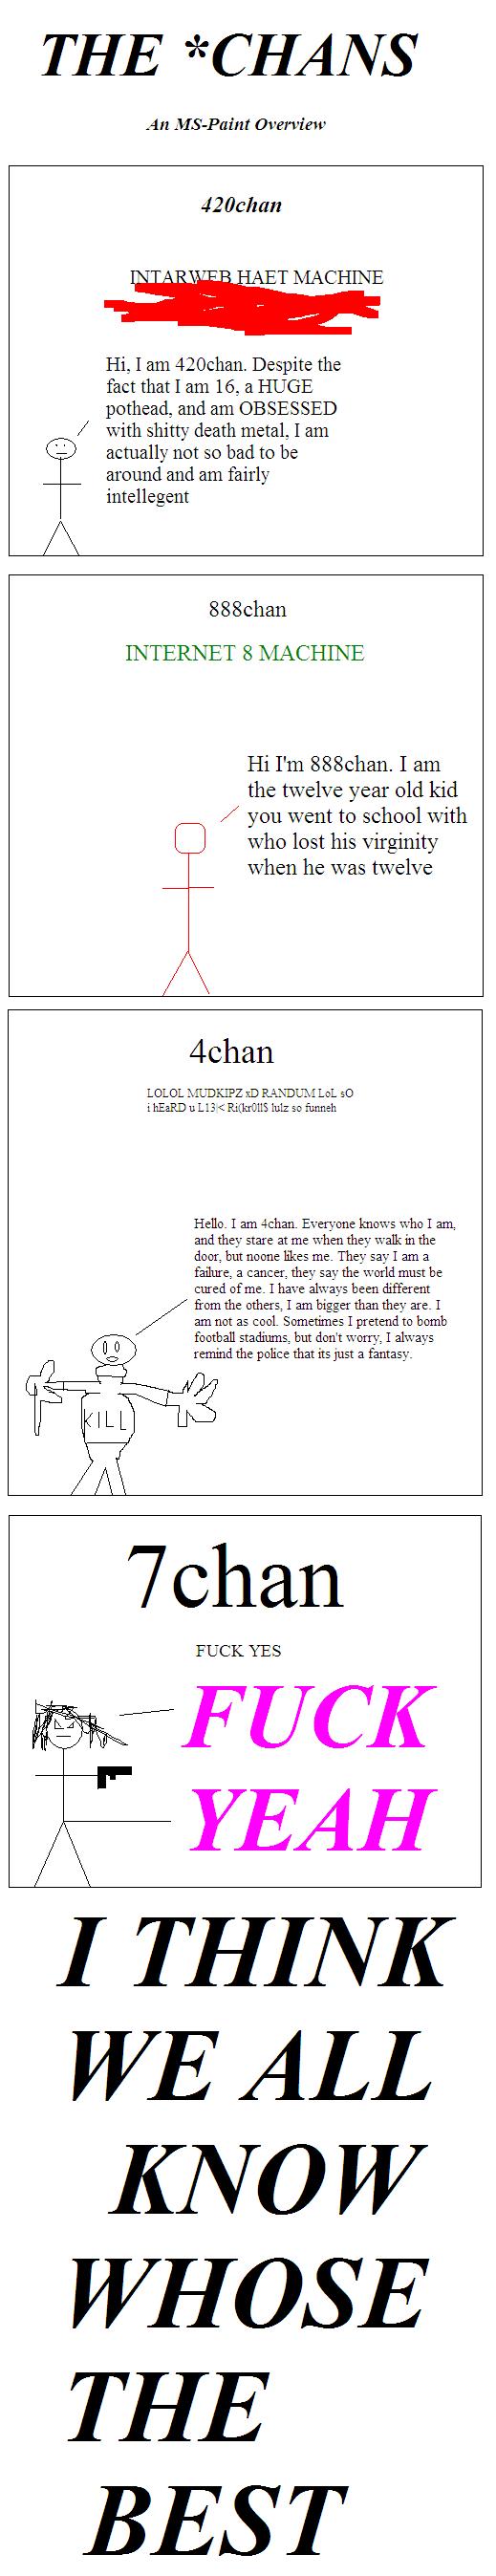 THE *CHANS
An MS-Paint Overview
420chan
INTARWEB HAET MACHINE
Hi, I am 420chan. Despite the
fact that I am 16, a HUGE
pothead, and am OBSESSED
with shitty death metal, I am
actually not so bad to be
around and am fairly
intellegent
888chan
INTERNET 8 MACHINE
Hi I'm 888chan. I am
the twelve year old kid
you went to school with
who lost his virginity
when he was twelve
4chan
LOLOL MUDKIPZ xD RANDUM LoL sO
i hEaRD u L13|< Ri(kr0ll$ lulz so funneh
Hello. I am 4chan. Everyone knows who I am,
and they stare at me when they walk in the
door, but noone likes me. They say I am a
failure, a cancer, they say the world must be
cured of me. I have always been different
from the others, I am bigger than they are. I
am not as cool. Sometimes I pretend to bomb
football stadiums, but don't worry, I always
remind the police that its just a fantasy.
KILL
7chan
FUCK YES
FUCK
YEAH
I THINK
WE ALL
KNOW
WHOSE
THE
BEST